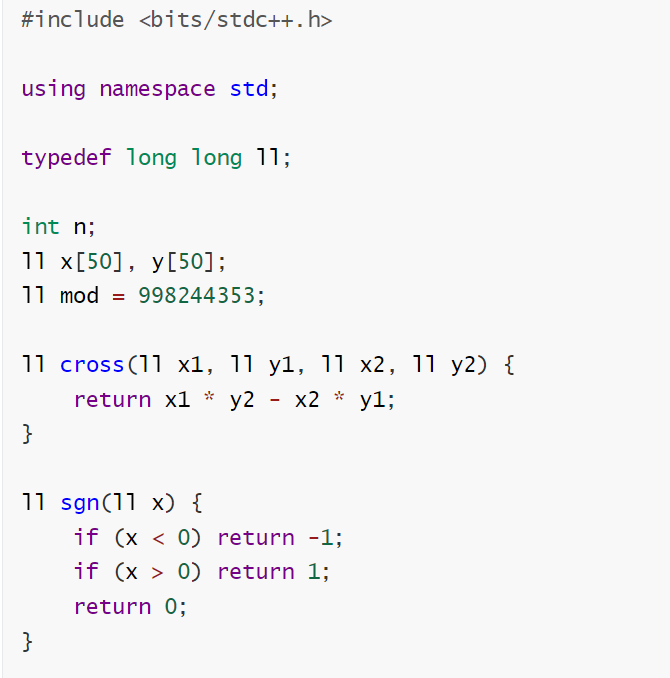 #include <bits/stdc++.h>
using namespace std;
typedef long long ll;
int n;
ll x[50], y[50];
ll mod = 998244353;
ll cross(ll x1, ll y1, ll x2, ll y2) {
    return x1 * y2 - x2 * y1;
}
ll sgn(ll x) {
    if (x < 0) return -1;
    if (x > 0) return 1;
    return 0;
}